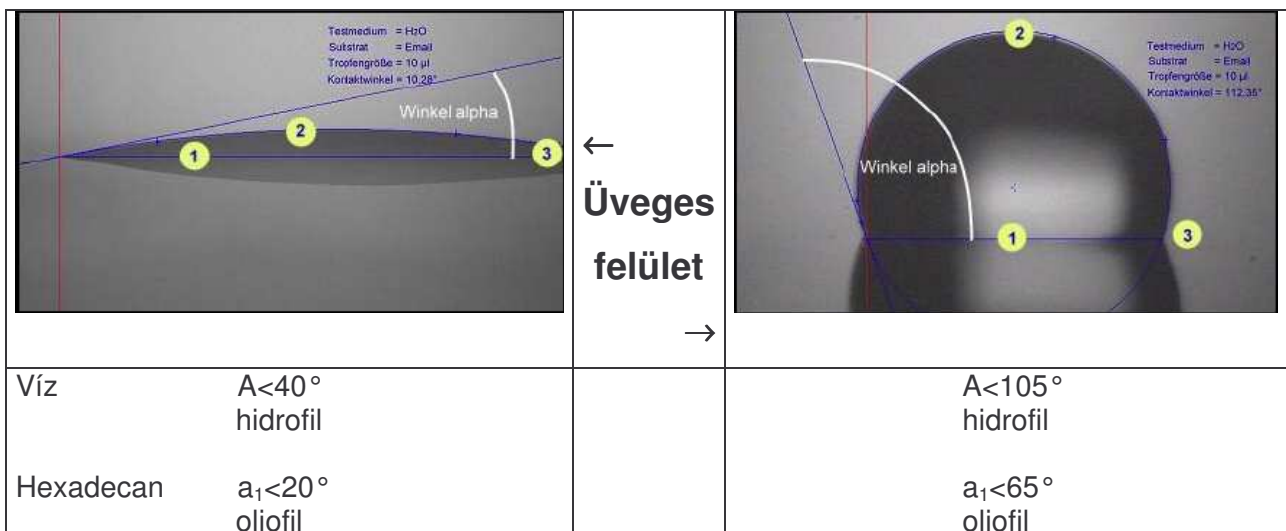 Testmedium = H2O
Substrat = Email
Tropfengröße = 10 µl
Kontaktwinkel = 10,28°
Winkel alpha
2
1
3
←
Üveges
felület
→
2
Testmedium = H2O
Substrat = Email
Tropfengröße = 10 µl
Kontaktwinkel = 112,35°
Winkel alpha
1
3
Víz A<40° A<105°
hidrofil hidrofil
Hexadecan a₁<20° a₁<65°
oliofil oliofil